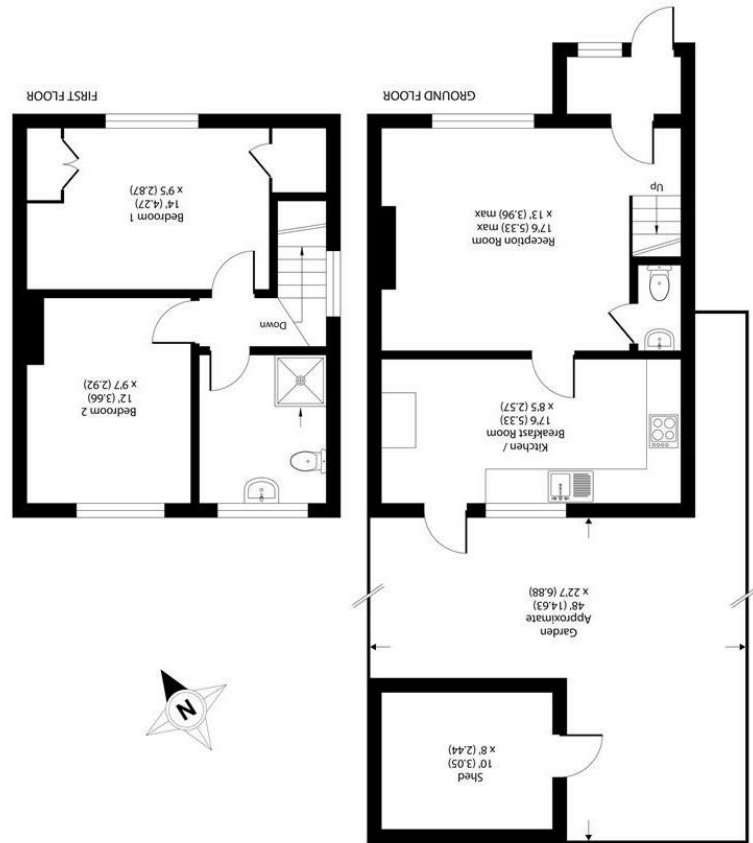 Shed
10' (3.05)
x 8' (2.44)
Garden
Approximate
48' (14.63)
x 22'7 (6.88)
Kitchen /
Breakfast Room
17'6 (5.33)
x 8'5 (2.57)
Reception Room
17'6 (5.33) max
x 13' (3.96) max
Up
GROUND FLOOR
N
Bedroom 2
12' (3.66)
x 9'7 (2.92)
Down
Bedroom 1
14' (4.27)
x 9'5 (2.87)
FIRST FLOOR